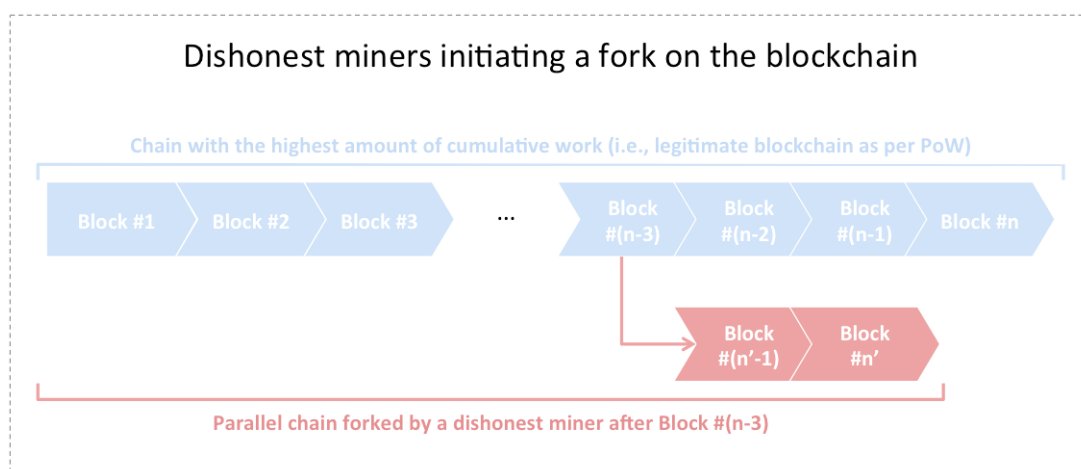 Dishonest miners initiating a fork on the blockchain
Chain with the highest amount of cumulative work (i.e., legitimate blockchain as per PoW)
Block #1
Block #2
Block #3
...
Block
#(n-3)
Block
#(n-2)
Block
#(n-1)
Block #n
Block
#(n’-1)
Block
#n’
Parallel chain forked by a dishonest miner after Block #(n-3)